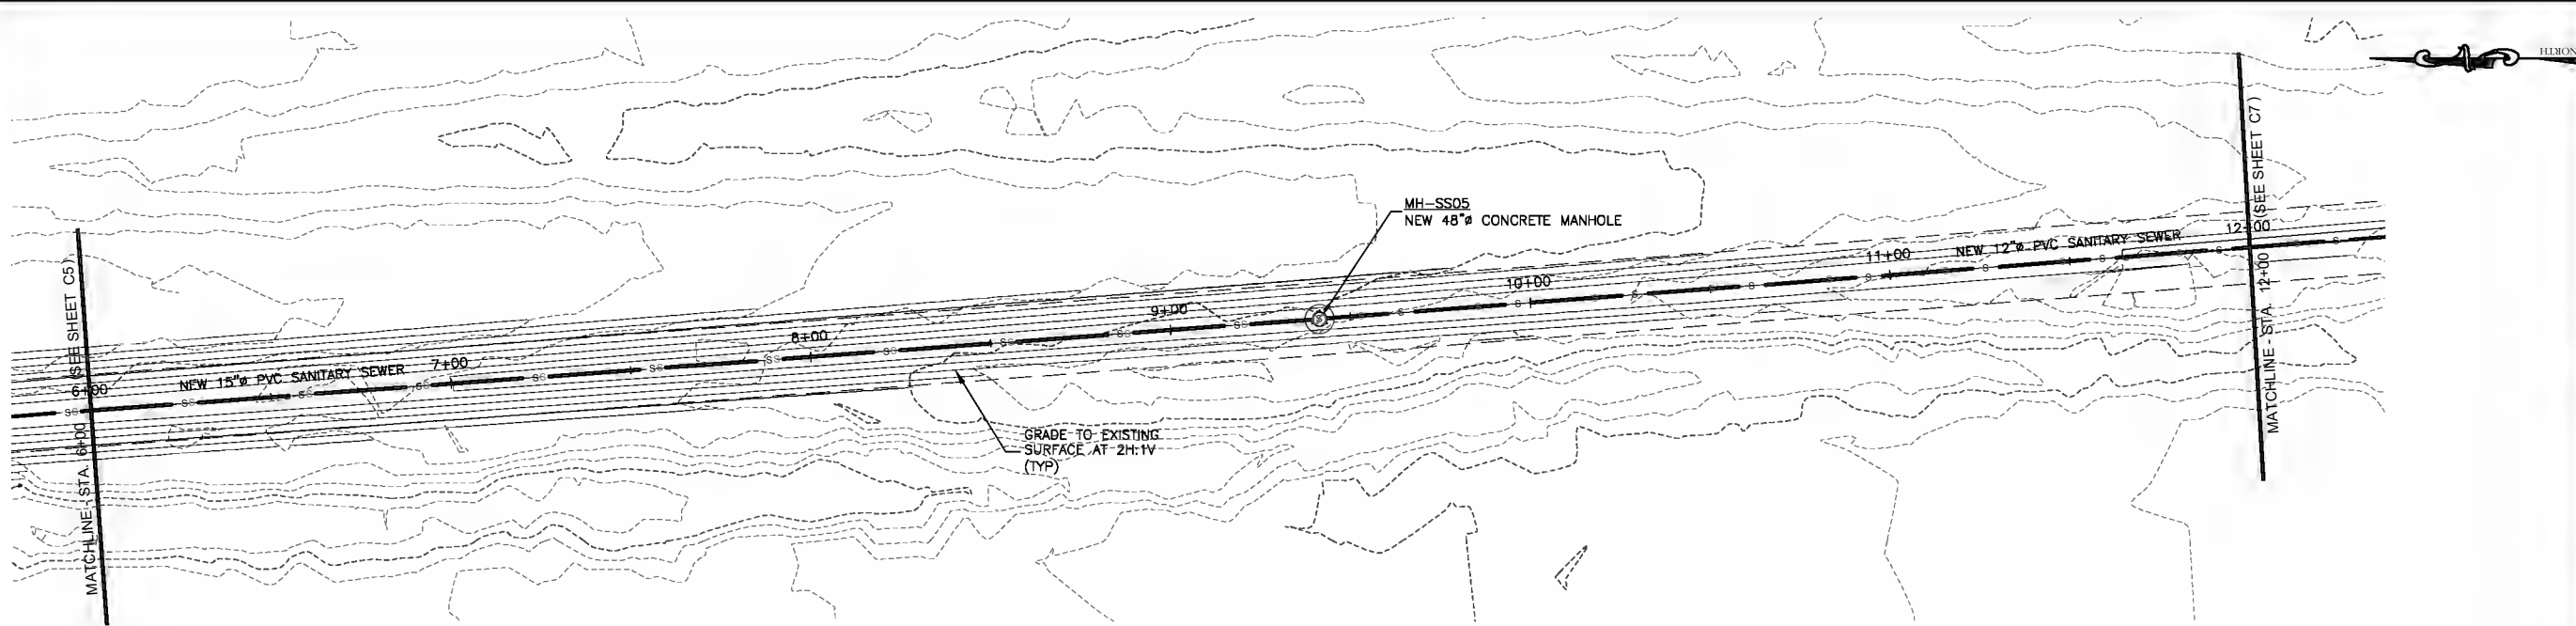 NORTH
MATCHLINE - STA. 6+00 (SEE SHEET C5)
6+00
NEW 15"Ø PVC SANITARY SEWER
7+00
8+00
9+00
GRADE TO EXISTING
SURFACE AT 2H:1V
(TYP)
MH-SS05
NEW 48"Ø CONCRETE MANHOLE
S
10+00
11+00
NEW 12"Ø PVC SANITARY SEWER
12+00
MATCHLINE - STA. 12+00 (SEE SHEET C7)